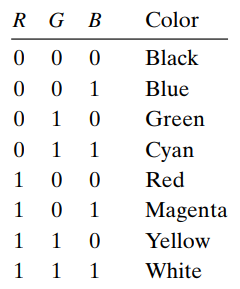 R G B Color
0 0 0 Black
0 0 1 Blue
0 1 0 Green
0 1 1 Cyan
1 0 0 Red
1 0 1 Magenta
1 1 0 Yellow
1 1 1 White